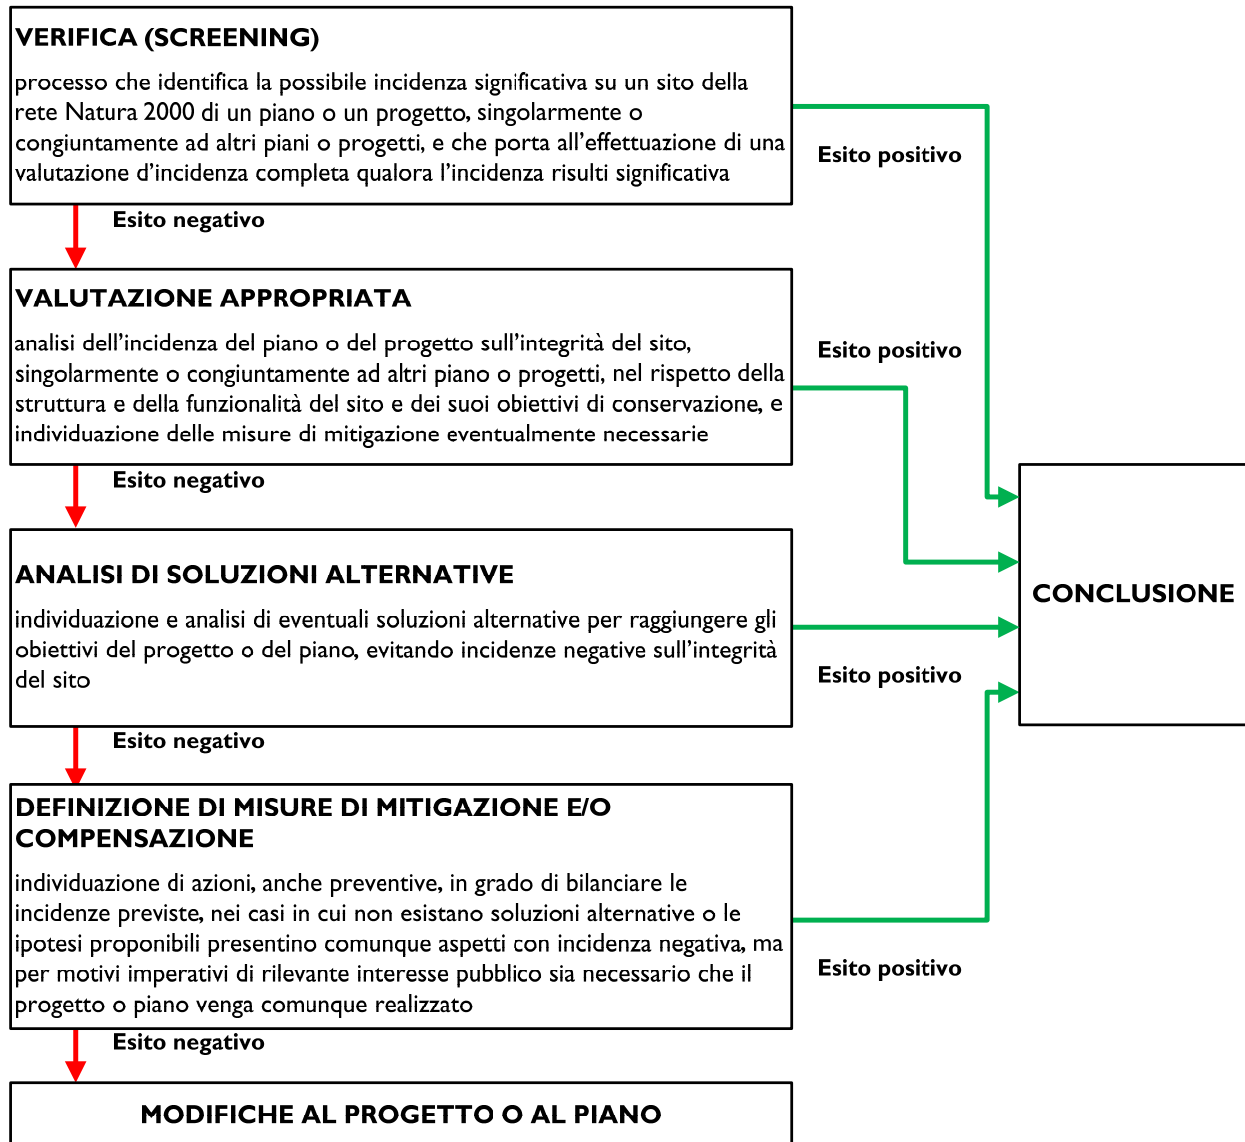 VERIFICA (SCREENING)
processo che identifica la possibile incidenza significativa su un sito della
rete Natura 2000 di un piano o un progetto, singolarmente o
congiuntamente ad altri piani o progetti, e che porta all’effettuazione di una
valutazione d’incidenza completa qualora l’incidenza risulti significativa
Esito positivo
Esito negativo
VALUTAZIONE APPROPRIATA
analisi dell’incidenza del piano o del progetto sull’integrità del sito,
singolarmente o congiuntamente ad altri piano o progetti, nel rispetto della
struttura e della funzionalità del sito e dei suoi obiettivi di conservazione, e
individuazione delle misure di mitigazione eventualmente necessarie
Esito positivo
Esito negativo
ANALISI DI SOLUZIONI ALTERNATIVE
individuazione e analisi di eventuali soluzioni alternative per raggiungere gli
obiettivi del progetto o del piano, evitando incidenze negative sull’integrità
del sito
Esito positivo
CONCLUSIONE
Esito negativo
DEFINIZIONE DI MISURE DI MITIGAZIONE E/O
COMPENSAZIONE
individuazione di azioni, anche preventive, in grado di bilanciare le
incidenze previste, nei casi in cui non esistano soluzioni alternative o le
ipotesi proponibili presentino comunque aspetti con incidenza negativa, ma
per motivi imperativi di rilevante interesse pubblico sia necessario che il
progetto o piano venga comunque realizzato
Esito positivo
Esito negativo
MODIFICHE AL PROGETTO O AL PIANO